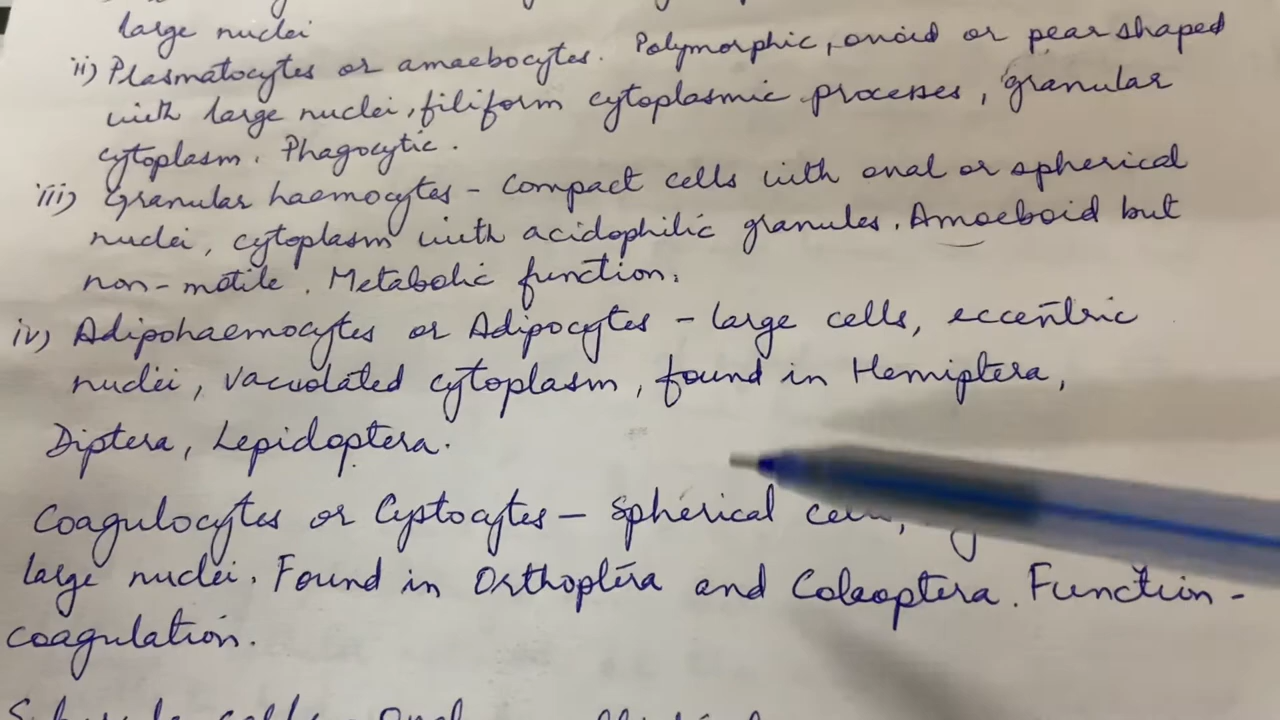 large nuclei
ii) Plasmatocytes or amaebocytes. Polymorphic, ovoid or pear shaped
with large nuclei, filiform cytoplasmic processes, granular
cytoplasm. Phagocytic.
iii) Granular haemocytes - Compact cells with oval or spherical
nuclei, cytoplasm with acidophilic granules. Amoeboid but
non-motile. Metabolic function.
iv) Adipohaemocytes or Adipocytes - large cells, eccentric
nuclei, vacuolated cytoplasm, found in Hemiptera,
Diptera, Lepidoptera.
Coagulocytes or Cystocytes - Spherical cells,
large nuclei. Found in Orthoptera and Coleoptera. Function -
coagulation.
cells Oval